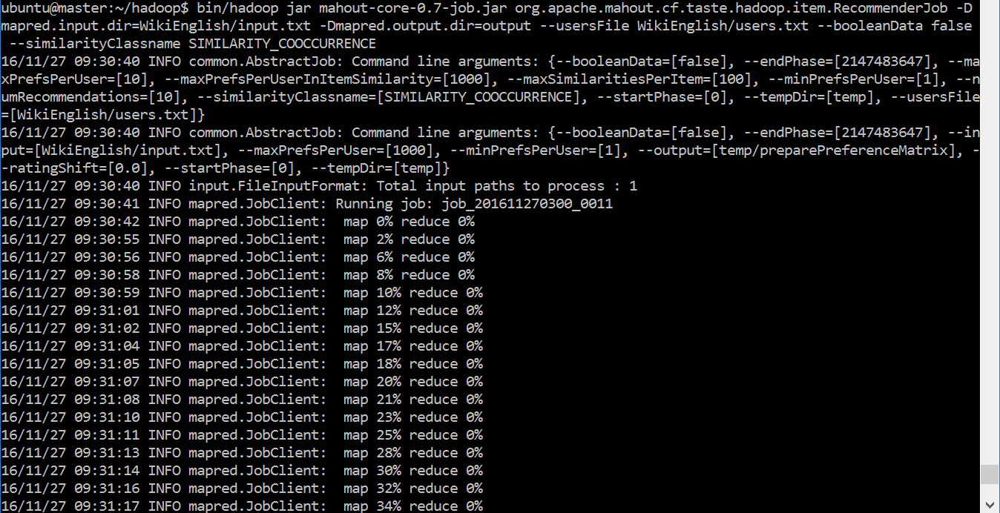 ubuntu@master:~/hadoop$ bin/hadoop jar mahout-core-0.7-job.jar org.apache.mahout.cf.taste.hadoop.item.RecommenderJob -D
mapred.input.dir=WikiEnglish/input.txt -Dmapred.output.dir=output --usersFile WikiEnglish/users.txt --booleanData false
 --similarityClassname SIMILARITY_COOCCURRENCE
16/11/27 09:30:40 INFO common.AbstractJob: Command line arguments: {--booleanData=[false], --endPhase=[2147483647], --ma
xPrefsPerUser=[10], --maxPrefsPerUserInItemSimilarity=[1000], --maxSimilaritiesPerItem=[100], --minPrefsPerUser=[1], --n
umRecommendations=[10], --similarityClassname=[SIMILARITY_COOCCURRENCE], --startPhase=[0], --tempDir=[temp], --usersFile
=[WikiEnglish/users.txt]}
16/11/27 09:30:40 INFO common.AbstractJob: Command line arguments: {--booleanData=[false], --endPhase=[2147483647], --in
put=[WikiEnglish/input.txt], --maxPrefsPerUser=[1000], --minPrefsPerUser=[1], --output=[temp/preparePreferenceMatrix], -
-ratingShift=[0.0], --startPhase=[0], --tempDir=[temp]}
16/11/27 09:30:40 INFO input.FileInputFormat: Total input paths to process : 1
16/11/27 09:30:41 INFO mapred.JobClient: Running job: job_201611270300_0011
16/11/27 09:30:42 INFO mapred.JobClient:  map 0% reduce 0%
16/11/27 09:30:55 INFO mapred.JobClient:  map 2% reduce 0%
16/11/27 09:30:56 INFO mapred.JobClient:  map 6% reduce 0%
16/11/27 09:30:58 INFO mapred.JobClient:  map 8% reduce 0%
16/11/27 09:30:59 INFO mapred.JobClient:  map 10% reduce 0%
16/11/27 09:31:01 INFO mapred.JobClient:  map 12% reduce 0%
16/11/27 09:31:02 INFO mapred.JobClient:  map 15% reduce 0%
16/11/27 09:31:04 INFO mapred.JobClient:  map 17% reduce 0%
16/11/27 09:31:05 INFO mapred.JobClient:  map 18% reduce 0%
16/11/27 09:31:07 INFO mapred.JobClient:  map 20% reduce 0%
16/11/27 09:31:08 INFO mapred.JobClient:  map 21% reduce 0%
16/11/27 09:31:10 INFO mapred.JobClient:  map 23% reduce 0%
16/11/27 09:31:11 INFO mapred.JobClient:  map 25% reduce 0%
16/11/27 09:31:13 INFO mapred.JobClient:  map 28% reduce 0%
16/11/27 09:31:14 INFO mapred.JobClient:  map 30% reduce 0%
16/11/27 09:31:16 INFO mapred.JobClient:  map 32% reduce 0%
16/11/27 09:31:17 INFO mapred.JobClient:  map 34% reduce 0%